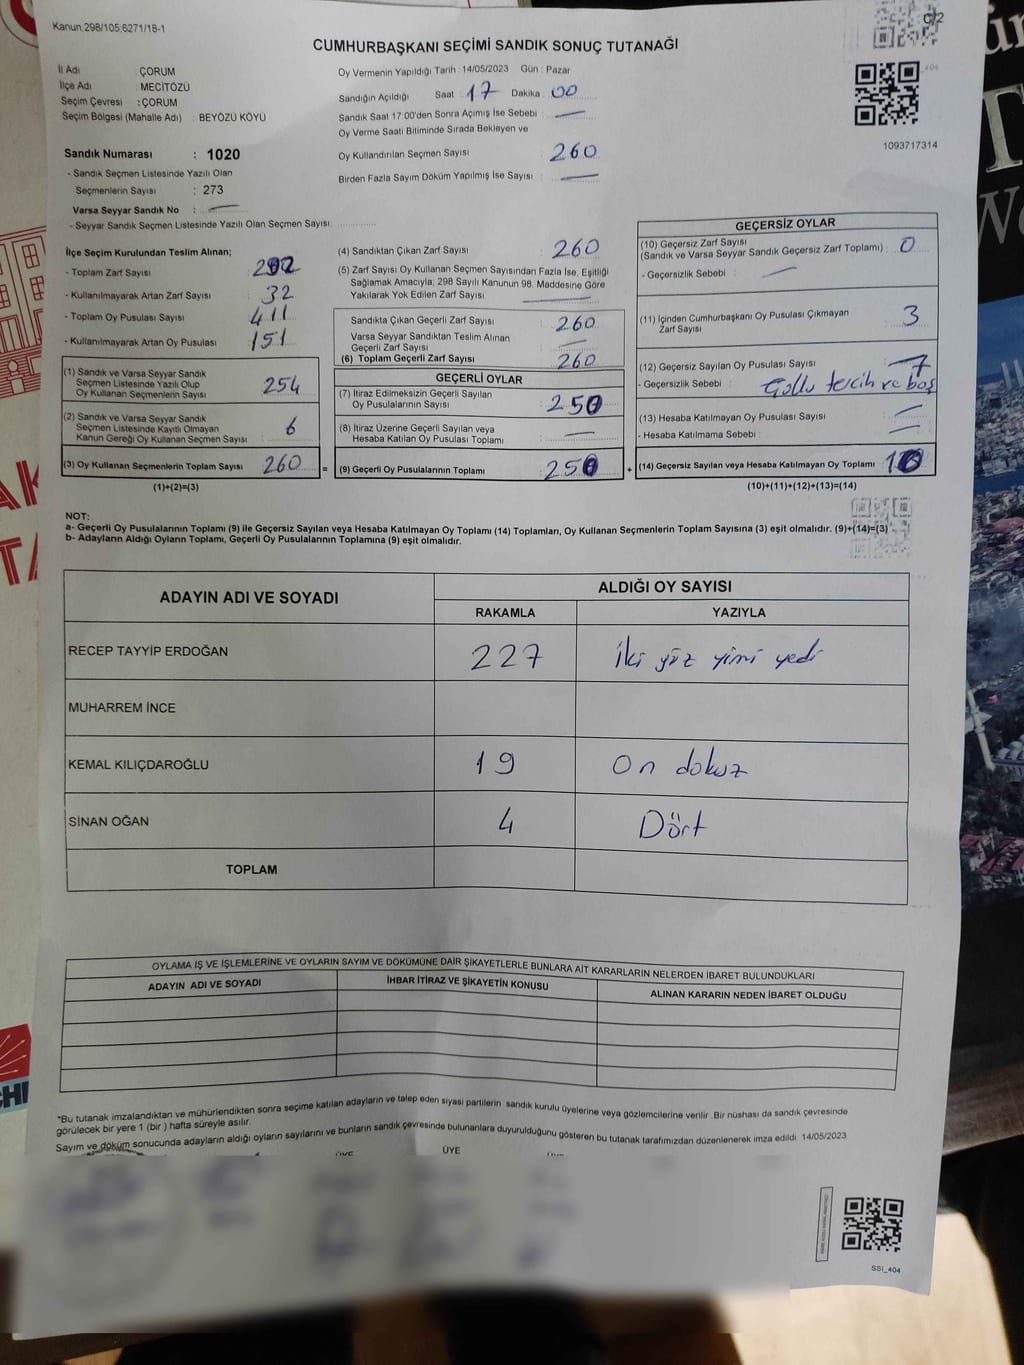 Kanun:298/105;6271/18-1
C/2
CUMHURBAŞKANI SEÇİMİ SANDIK SONUÇ TUTANAĞI
İl Adı : ÇORUM
İlçe Adı : MECİTÖZÜ
Seçim Çevresi : ÇORUM
Seçim Bölgesi (Mahalle Adı) : BEYÖZÜ KÖYÜ
Sandık Numarası : 1020
- Sandık Seçmen Listesinde Yazılı Olan
Seçmenlerin Sayısı : 273
Varsa Seyyar Sandık No : —
- Seyyar Sandık Seçmen Listesinde Yazılı Olan Seçmen Sayısı
Oy Vermenin Yapıldığı Tarih : 14/05/2023 Gün : Pazar
Sandığın Açıldığı Saat : 17 Dakika : 00
Sandık Saat 17:00'den Sonra Açılmış İse Sebebi : —
Oy Verme Saati Bitiminde Sırada Bekleyen ve
Oy Kullandırılan Seçmen Sayısı : 260
Birden Fazla Sayım Döküm Yapılmış İse Sayısı : —
1093717314
İlçe Seçim Kurulundan Teslim Alınan;
- Toplam Zarf Sayısı : 292
- Kullanılmayarak Artan Zarf Sayısı : 32
- Toplam Oy Pusulası Sayısı : 411
- Kullanılmayarak Artan Oy Pusulası : 151
(1) Sandık ve Varsa Seyyar Sandık
Seçmen Listesinde Yazılı Olup
Oy Kullanan Seçmenlerin Sayısı : 254
(2) Sandık ve Varsa Seyyar Sandık
Seçmen Listesinde Kayıtlı Olmayan
Kanun Gereği Oy Kullanan Seçmen Sayısı : 6
(3) Oy Kullanan Seçmenlerin Toplam Sayısı : 260 =
(1)+(2)=(3)
(4) Sandıktan Çıkan Zarf Sayısı : 260
(5) Zarf Sayısı Oy Kullanan Seçmen Sayısından Fazla İse, Eşitliği
Sağlamak Amacıyla, 298 Sayılı Kanunun 98. Maddesine Göre
Yakılarak Yok Edilen Zarf Sayısı : —
Sandıkta Çıkan Geçerli Zarf Sayısı : 260
Varsa Seyyar Sandıktan Teslim Alınan
Geçerli Zarf Sayısı : —
(6) Toplam Geçerli Zarf Sayısı : 260
GEÇERLİ OYLAR
(7) İtiraz Edilmeksizin Geçerli Sayılan
Oy Pusulalarının Sayısı : 250
(8) İtiraz Üzerine Geçerli Sayılan veya
Hesaba Katılan Oy Pusulası Toplamı : —
(9) Geçerli Oy Pusulalarının Toplamı : 250 +
GEÇERSİZ OYLAR
(10) Geçersiz Zarf Sayısı
(Sandık ve Varsa Seyyar Sandık Geçersiz Zarf Toplamı) : 0
- Geçersizlik Sebebi : —
(11) İçinden Cumhurbaşkanı Oy Pusulası Çıkmayan
Zarf Sayısı : 3
(12) Geçersiz Sayılan Oy Pusulası Sayısı : 7
- Geçersizlik Sebebi :
(13) Hesaba Katılmayan Oy Pusulası Sayısı : —
- Hesaba Katılmama Sebebi : —
(14) Geçersiz Sayılan veya Hesaba Katılmayan Oy Toplamı : 10
(10)+(11)+(12)+(13)=(14)
NOT:
a- Geçerli Oy Pusulalarının Toplamı (9) ile Geçersiz Sayılan veya Hesaba Katılmayan Oy Toplamı (14) Toplamları, Oy Kullanan Seçmenlerin Toplam Sayısına (3) eşit olmalıdır. (9)+(14)=(3)
b- Adayların Aldığı Oyların Toplamı, Geçerli Oy Pusulalarının Toplamına (9) eşit olmalıdır.
ADAYIN ADI VE SOYADI
ALDIĞI OY SAYISI
RAKAMLA YAZIYLA
RECEP TAYYİP ERDOĞAN 227 İki yüz yimi yedi
MUHARREM İNCE
KEMAL KILIÇDAROĞLU 19 On dokuz
SİNAN OĞAN 4 Dört
TOPLAM
OYLAMA İŞ VE İŞLEMLERİNE VE OYLARIN SAYIM VE DÖKÜMÜNE DAİR ŞİKAYETLERLE BUNLARA AİT KARARLARIN NELERDEN İBARET BULUNDUKLARI
ADAYIN ADI VE SOYADI İHBAR İTİRAZ VE ŞİKAYETİN KONUSU ALINAN KARARIN NEDEN İBARET OLDUĞU
*Bu tutanak imzalandıktan ve mühürlendikten sonra seçime katılan adayların ve talep eden siyasi partilerin sandık kurulu üyelerine veya gözlemcilerine verilir .Bir nüshası da sandık çevresinde
görülecek bir yere 1 (bir ) hafta süreyle asılır.
Sayım ve döküm sonucunda adayların aldığı oyların sayılarını ve bunların sandık çevresinde bulunanlara duyurulduğunu gösteren bu tutanak tarafımızdan düzenlenerek imza edildi. 14/05/2023
ÜYE ÜYE
SSI_404